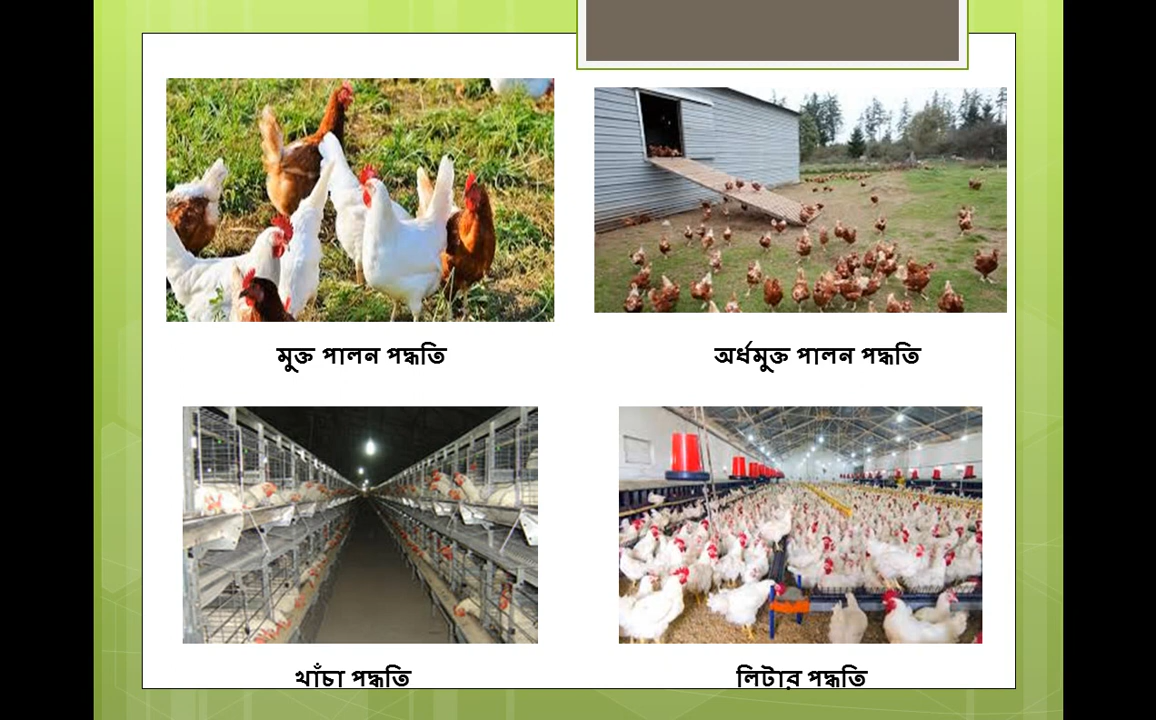 মুক্ত পালন পদ্ধতি
অর্ধমুক্ত পালন পদ্ধতি
খাঁচা পদ্ধতি
লিটার পদ্ধতি